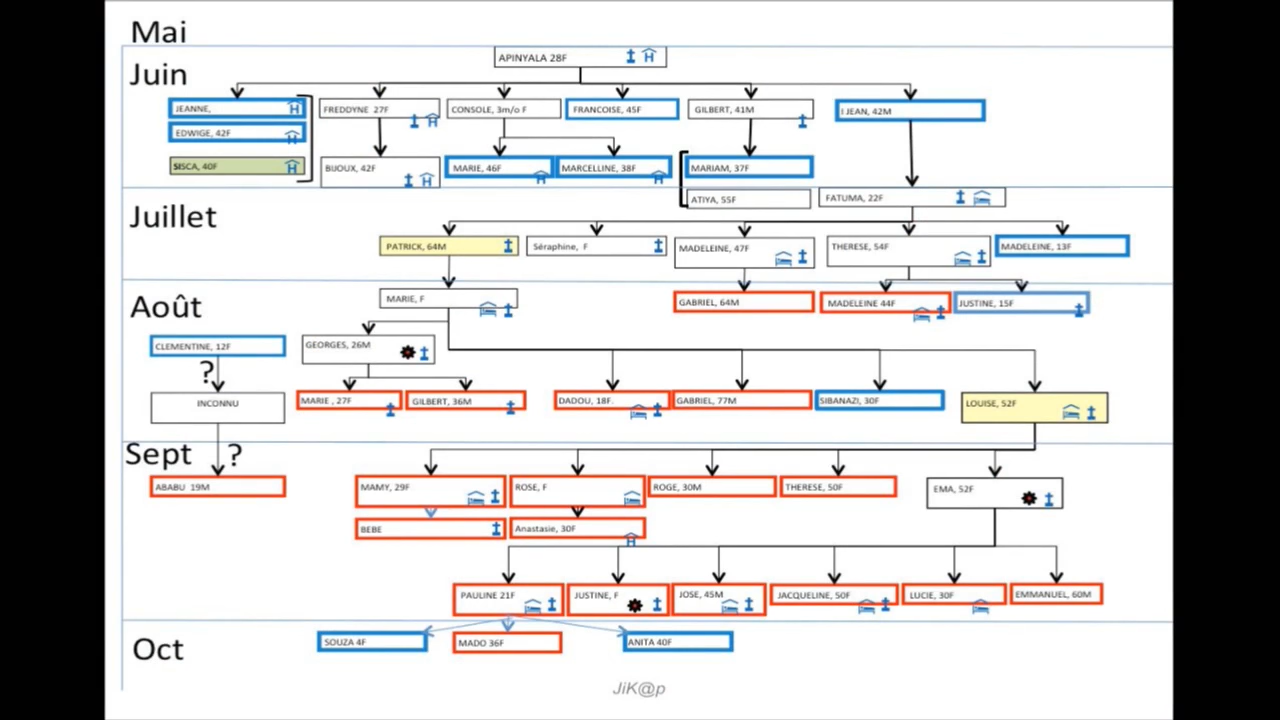 Mai
APINYALA 28F
Juin
JEANNE,
FREDDYNE 27F
CONSOLE, 3m/o F
FRANCOISE, 45F
GILBERT, 41M
I JEAN, 42M
EDWIGE, 42F
SISCA, 40F
BIJOUX, 42F
MARIE, 46F
MARCELLINE, 38F
MARIAM, 37F
ATIYA, 55F
FATUMA, 22F
Juillet
PATRICK, 64M
Séraphine, F
MADELEINE, 47F
THERESE, 54F
MADELEINE, 13F
Août
MARIE, F
GABRIEL, 64M
MADELEINE 44F
JUSTINE, 15F
CLEMENTINE, 12F
GEORGES, 26M
?
INCONNU
MARIE , 27F
GILBERT, 36M
DADOU, 18F.
GABRIEL, 77M
SIBANAZI, 30F
LOUISE, 52F
Sept
?
ABABU 19M
MAMY, 29F
ROSE, F
ROGE, 30M
THERESE, 50F
EMA, 52F
BEBE
Anastasie, 30F
PAULINE 21F
JUSTINE, F
JOSE, 45M
JACQUELINE, 50F
LUCIE, 30F
EMMANUEL, 60M
Oct
SOUZA 4F
MADO 36F
ANITA 40F
JiK@p